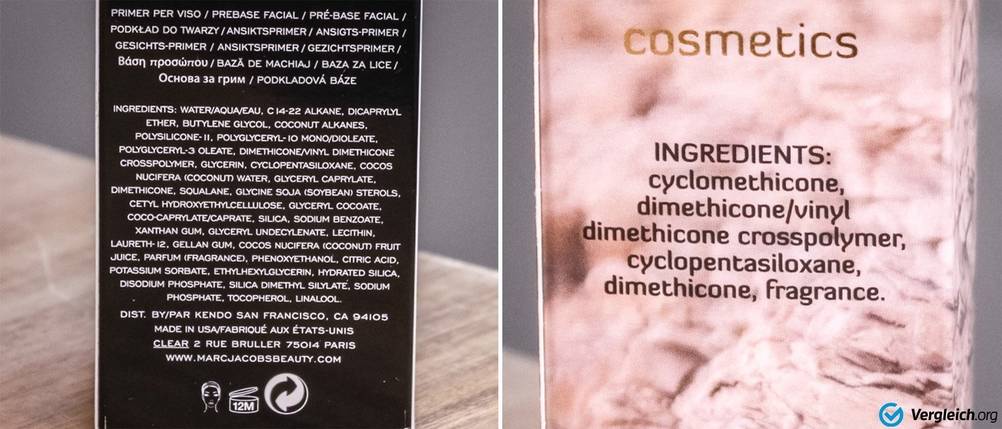 PRIMER PER VISO / PREBASE FACIAL / PRÉ-BASE FACIAL /
PODKŁAD DO TWARZY / ANSIKTSPRIMER / ANSIGTS-PRIMER /
GESICHTS-PRIMER / ANSIKTSPRIMER / GEZICHTSPRIMER /
Βάση προσώπου / BAZĂ DE MACHIAJ / BAZA ZA LICE /
Основа за грим / PODKLADOVÁ BÁZE
INGREDIENTS: WATER/AQUA/EAU, C14-22 ALKANE, DICAPRYLYL
ETHER, BUTYLENE GLYCOL, COCONUT ALKANES,
POLYSILICONE-11, POLYGLYCERYL-10 MONO/DIOLEATE,
POLYGLYCERYL-3 OLEATE, DIMETHICONE/VINYL DIMETHICONE
CROSSPOLYMER, GLYCERIN, CYCLOPENTASILOXANE, COCOS
NUCIFERA (COCONUT) WATER, GLYCERYL CAPRYLATE,
DIMETHICONE, SQUALANE, GLYCINE SOJA (SOYBEAN) STEROLS,
CETYL HYDROXYETHYLCELLULOSE, GLYCERYL COCOATE,
COCO-CAPRYLATE/CAPRATE, SILICA, SODIUM BENZOATE,
XANTHAN GUM, GLYCERYL UNDECYLENATE, LECITHIN,
LAURETH-12, GELLAN GUM, COCOS NUCIFERA (COCONUT) FRUIT
JUICE, PARFUM (FRAGRANCE), PHENOXYETHANOL, CITRIC ACID,
POTASSIUM SORBATE, ETHYLHEXYLGLYCERIN, HYDRATED SILICA,
DISODIUM PHOSPHATE, SILICA DIMETHYL SILYLATE, SODIUM
PHOSPHATE, TOCOPHEROL, LINALOOL.
DIST. BY/PAR KENDO SAN FRANCISCO, CA 94105
MADE IN USA/FABRIQUÉ AUX ÉTATS-UNIS
CLEAR 2 RUE BRULLER 75014 PARIS
WWW.MARCJACOBSBEAUTY.COM
12M
cosmetics
INGREDIENTS:
cyclomethicone,
dimethicone/vinyl
dimethicone crosspolymer,
cyclopentasiloxane,
dimethicone, fragrance.
Vergleich.org